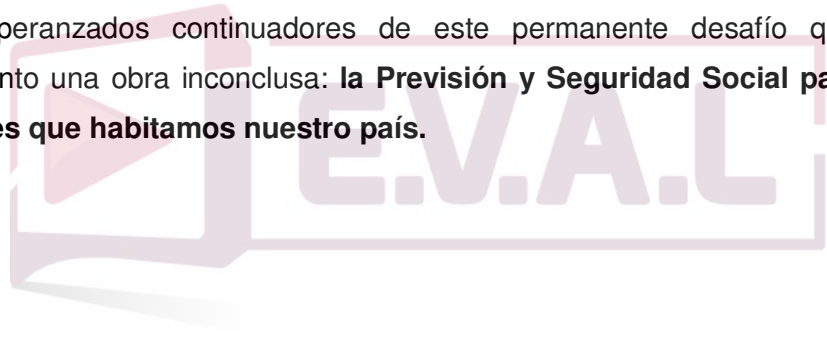 peranzados continuadores de este permanente desafío q
nto una obra inconclusa: la Previsión y Seguridad Social pa
es que habitamos nuestro país.
E.V.A.L